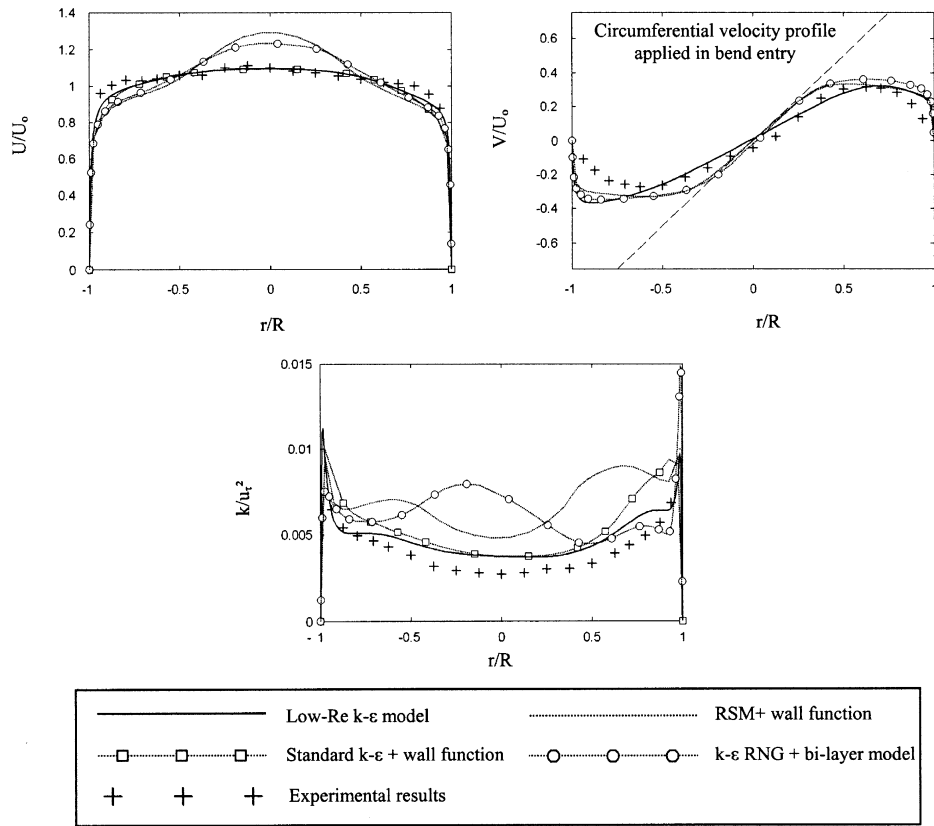 1.4
1.2
1
0.8
0.6
0.4
0.2
0
U/Uo
-1
-0.5
0
0.5
1
r/R
Circumferential velocity profile
applied in bend entry
0.6
0.4
0.2
0
-0.2
-0.4
-0.6
V/Uo
-1
-0.5
0
0.5
1
r/R
0.015
0.01
0.005
0
k/uτ²
- 1
-0.5
0
0.5
1
r/R
Low-Re k-ε model
RSM+ wall function
Standard k-ε + wall function
k-ε RNG + bi-layer model
Experimental results